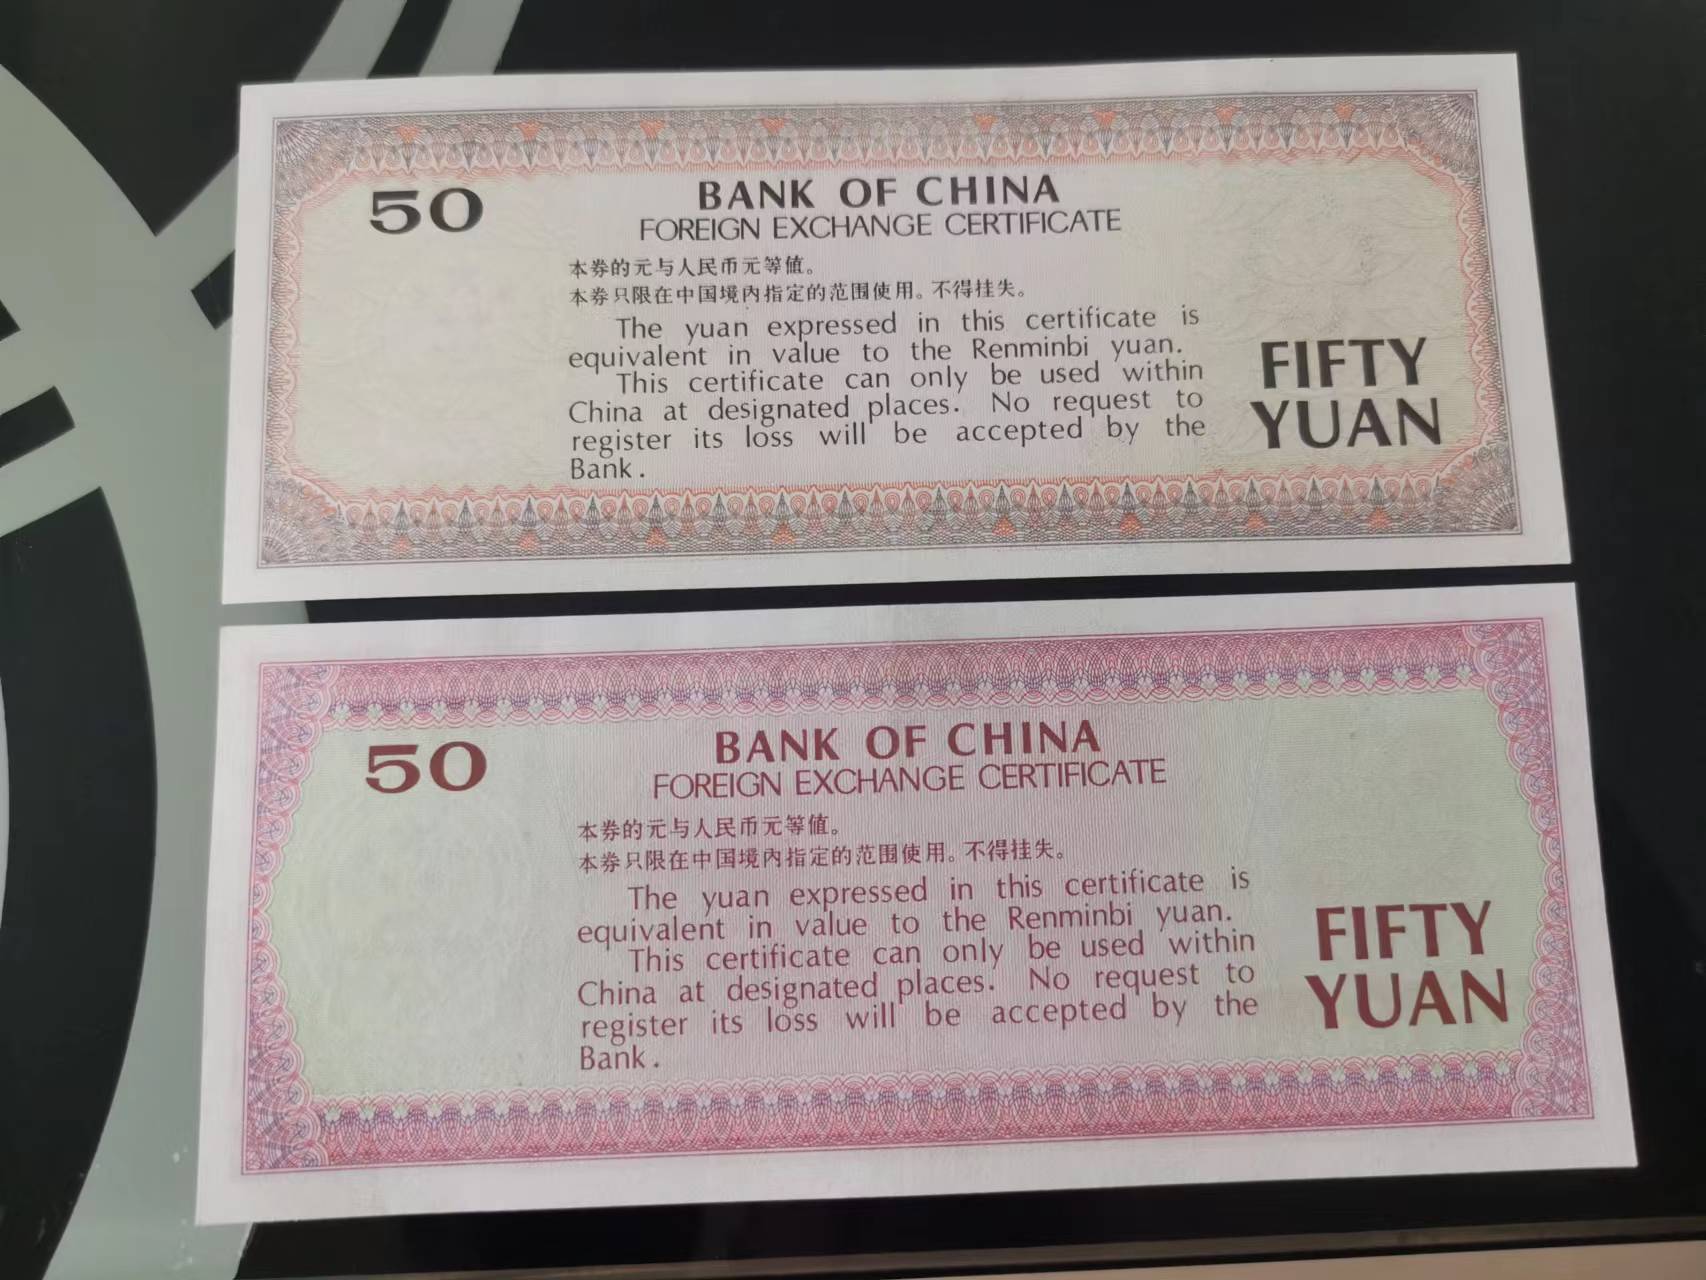 50
BANK OF CHINA
FOREIGN EXCHANGE CERTIFICATE
本券的元与人民币元等值。
本券只限在中国境内指定的范围使用。不得挂失。
The yuan expressed in this certificate is
equivalent in value to the Renminbi yuan.
This certificate can only be used within
China at designated places. No request to
register its loss will be accepted by the
Bank.
FIFTY
YUAN
50
BANK OF CHINA
FOREIGN EXCHANGE CERTIFICATE
本券的元与人民币元等值。
本券只限在中国境内指定的范围使用。不得挂失。
The yuan expressed in this certificate is
equivalent in value to the Renminbi yuan.
This certificate can only be used within
China at designated places. No request to
register its loss will be accepted by the
Bank.
FIFTY
YUAN